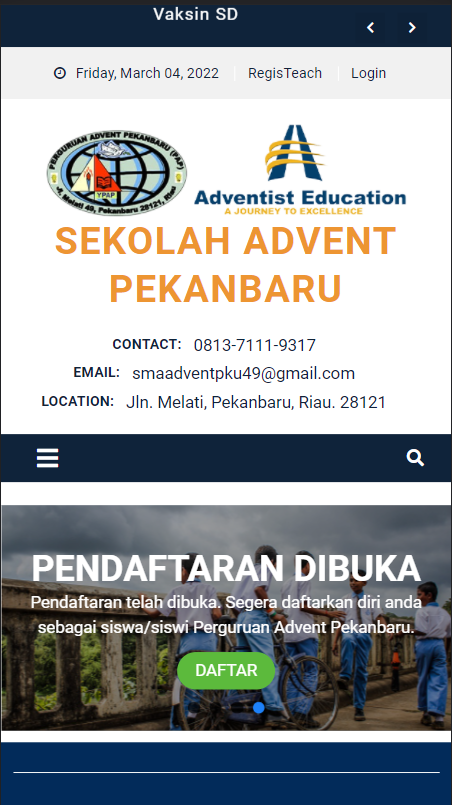 Vaksin SD
Friday, March 04, 2022
RegisTeach
Login
PERGURUAN ADVENT PEKANBARU (PAP)
YPAP
Jl. Melati 49, Pekanbaru 28121, Riau
Adventist Education
A JOURNEY TO EXCELLENCE
SEKOLAH ADVENT
PEKANBARU
CONTACT: 0813-7111-9317
EMAIL: smaadventpku49@gmail.com
LOCATION: Jln. Melati, Pekanbaru, Riau. 28121
PENDAFTARAN DIBUKA
Pendaftaran telah dibuka. Segera daftarkan diri anda
sebagai siswa/siswi Perguruan Advent Pekanbaru.
DAFTAR